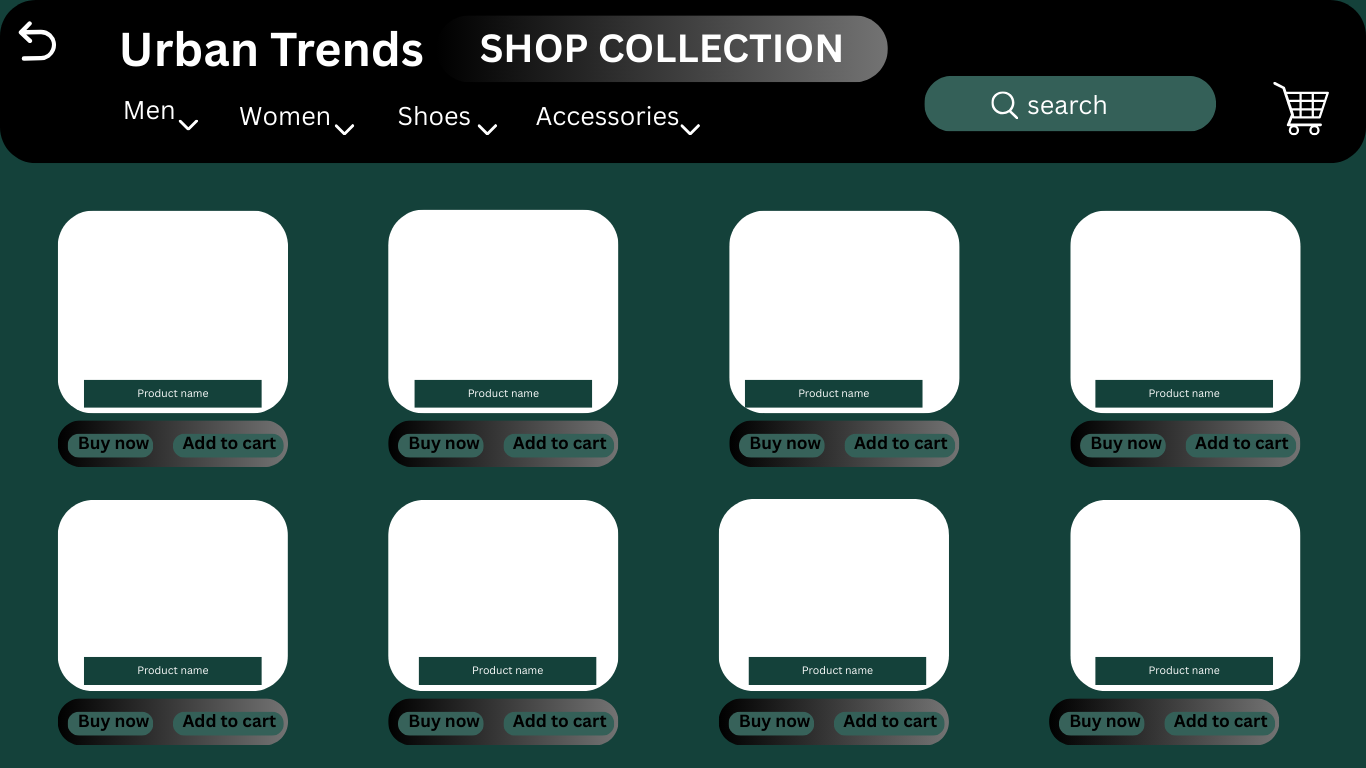 Urban Trends SHOP COLLECTION
Men Women Shoes Accessories search
Product name Product name Product name Product name
Buy now Add to cart Buy now Add to cart Buy now Add to cart Buy now Add to cart
Product name Product name Product name Product name
Buy now Add to cart Buy now Add to cart Buy now Add to cart Buy now Add to cart